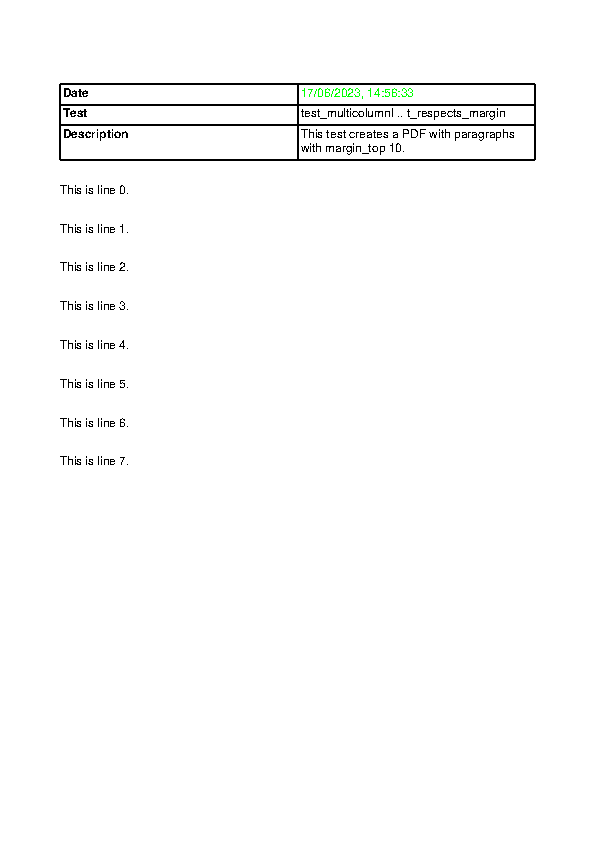 Date 17/06/2023, 14:56:33
Test test_multicolumnl .. t_respects_margin
Description This test creates a PDF with paragraphs
with margin_top 10.
This is line 0.
This is line 1.
This is line 2.
This is line 3.
This is line 4.
This is line 5.
This is line 6.
This is line 7.